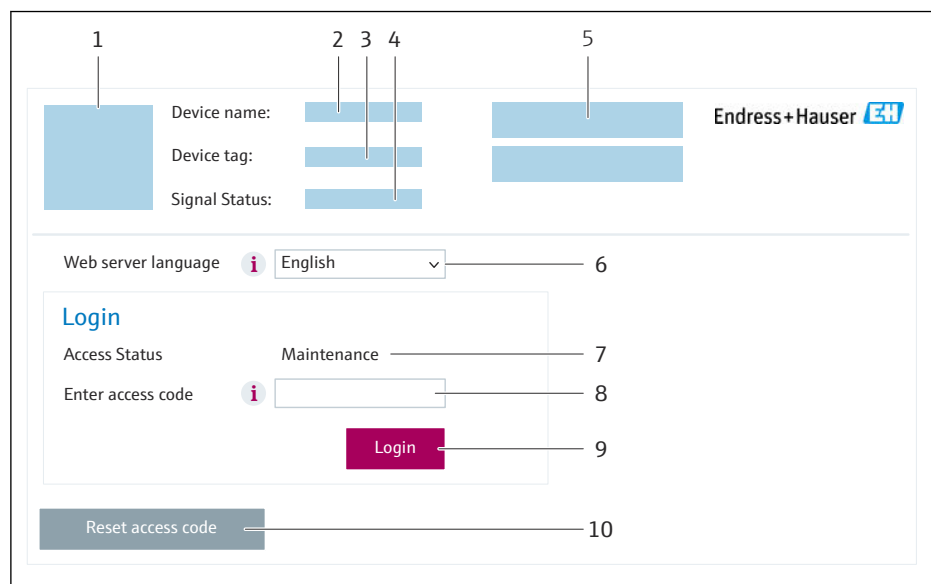 1 2 3 4 5
Device name:
Endress+Hauser EH
Device tag:
Signal Status:
Web server language i English 6
Login
Access Status Maintenance 7
Enter access code i 8
Login 9
Reset access code 10